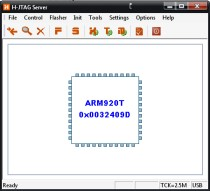 H-JTAG Server
File Control Flasher Init Tools Settings Options Help
ARM920T
0x0032409D
Ready TCK=2.5M USB